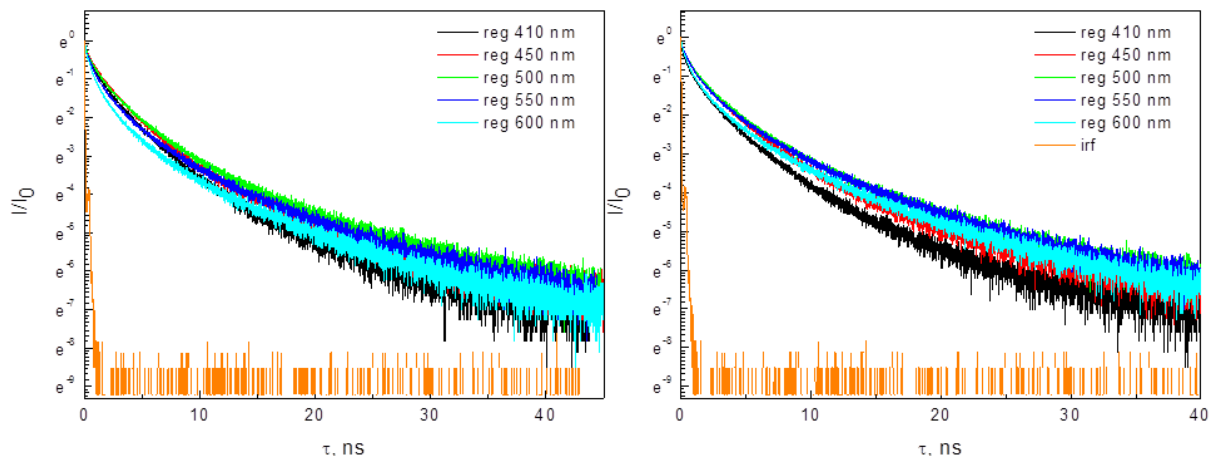 reg 410 nm
reg 450 nm
reg 500 nm
reg 550 nm
reg 600 nm
e⁰
e⁻¹
e⁻²
e⁻³
e⁻⁴
e⁻⁵
e⁻⁶
e⁻⁷
e⁻⁸
e⁻⁹
I/I₀
0 10 20 30 40
τ, ns
reg 410 nm
reg 450 nm
reg 500 nm
reg 550 nm
reg 600 nm
irf
e⁰
e⁻¹
e⁻²
e⁻³
e⁻⁴
e⁻⁵
e⁻⁶
e⁻⁷
e⁻⁸
e⁻⁹
I/I₀
0 10 20 30 40
τ, ns